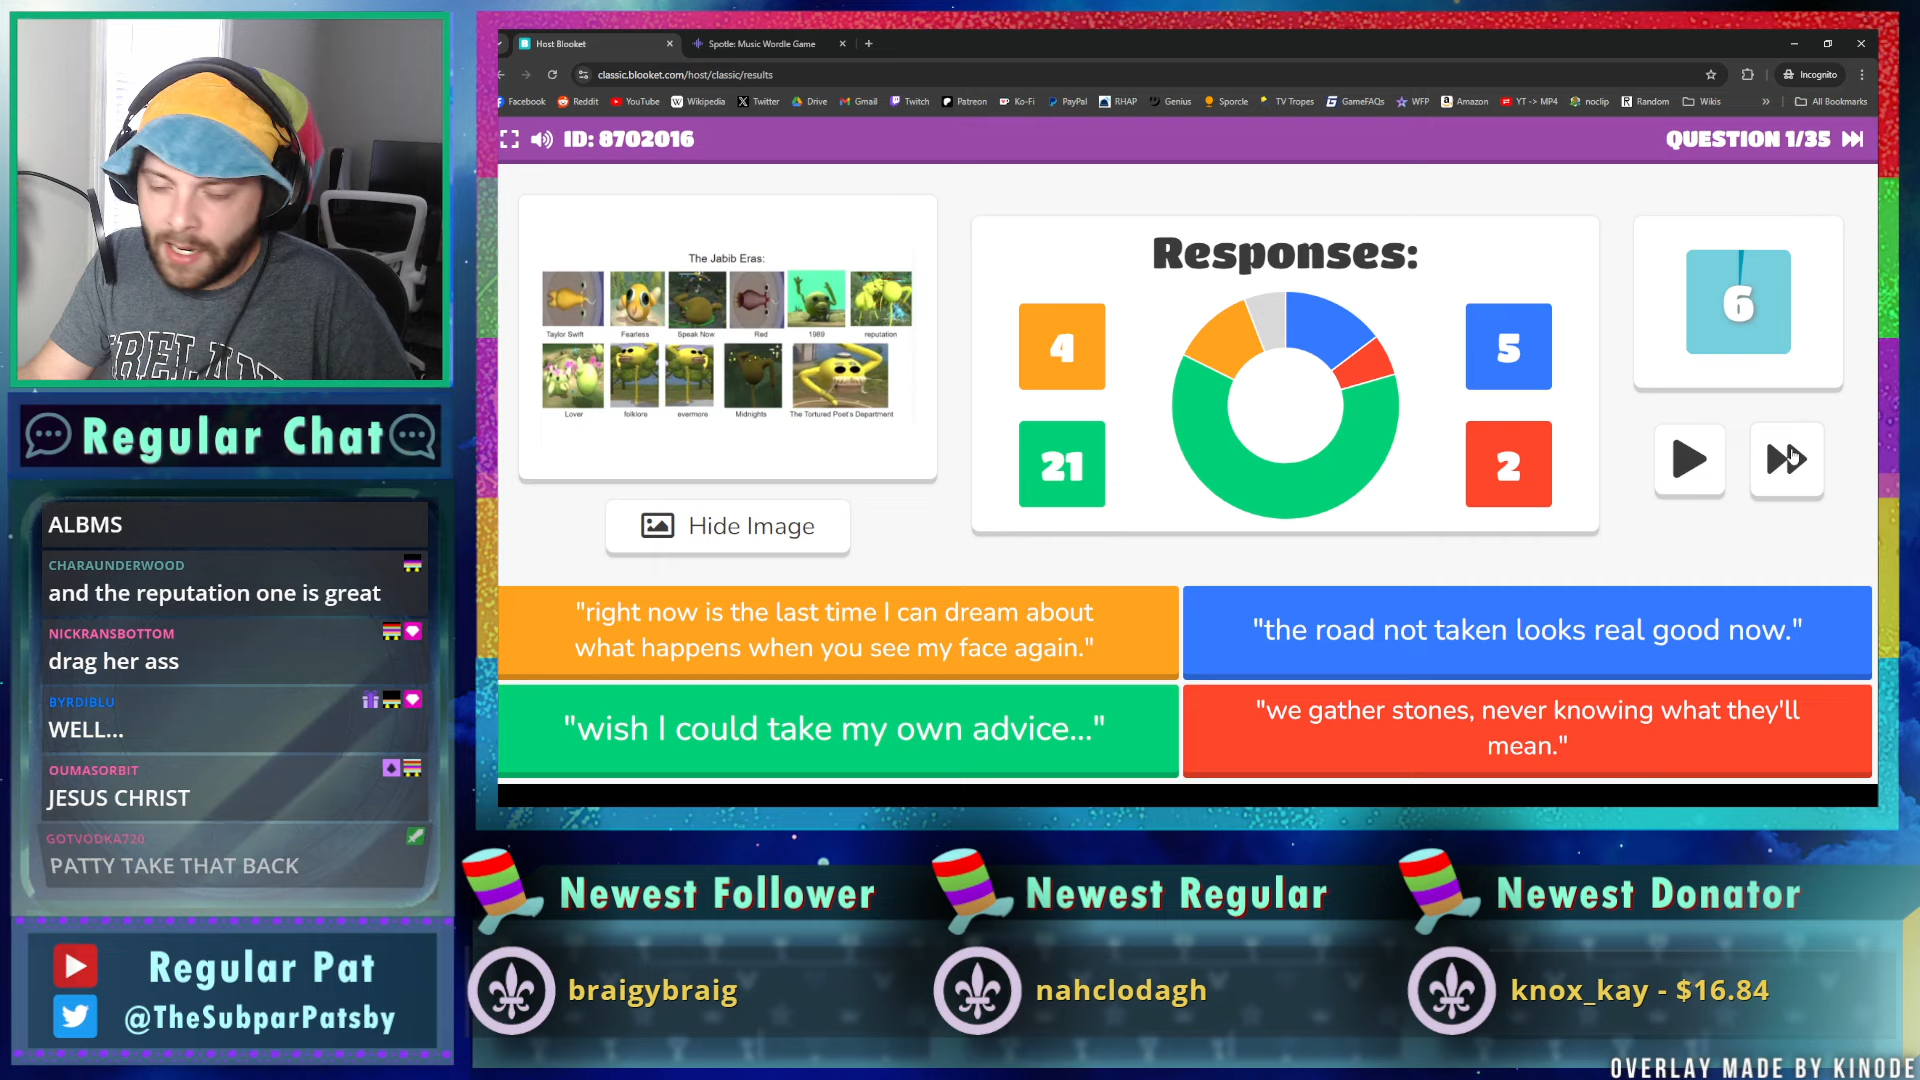 Host Blooket
Spotle: Music Wordle Game
classic.blooket.com/host/classic/results
Incognito
Facebook
Reddit
YouTube
Wikipedia
Twitter
Drive
Gmail
Twitch
Patreon
Ko-Fi
PayPal
RHAP
Genius
Sporcle
TV Tropes
GameFAQs
WFP
Amazon
YT -> MP4
noclip
Random
Wikis
All Bookmarks
ID: 8702016
QUESTION 1/35
The Jabib Eras:
Taylor Swift
Fearless
Speak Now
Red
1989
reputation
Lover
folklore
evermore
Midnights
The Tortured Poet's Department
Hide Image
Responses:
4
5
21
2
6
"right now is the last time I can dream about
what happens when you see my face again."
"the road not taken looks real good now."
"wish I could take my own advice..."
"we gather stones, never knowing what they'll
mean."
IRELAN
Regular Chat
ALBMS
CHARAUNDERWOOD
and the reputation one is great
NICKRANSBOTTOM
drag her ass
BYRDIBLU
WELL...
OUMASORBIT
JESUS CHRIST
GOTVODKA720
PATTY TAKE THAT BACK
Regular Pat
@TheSubparPatsby
Newest Follower
braigybraig
Newest Regular
nahclodagh
Newest Donator
knox_kay - $16.84
OVERLAY MADE BY KINODE